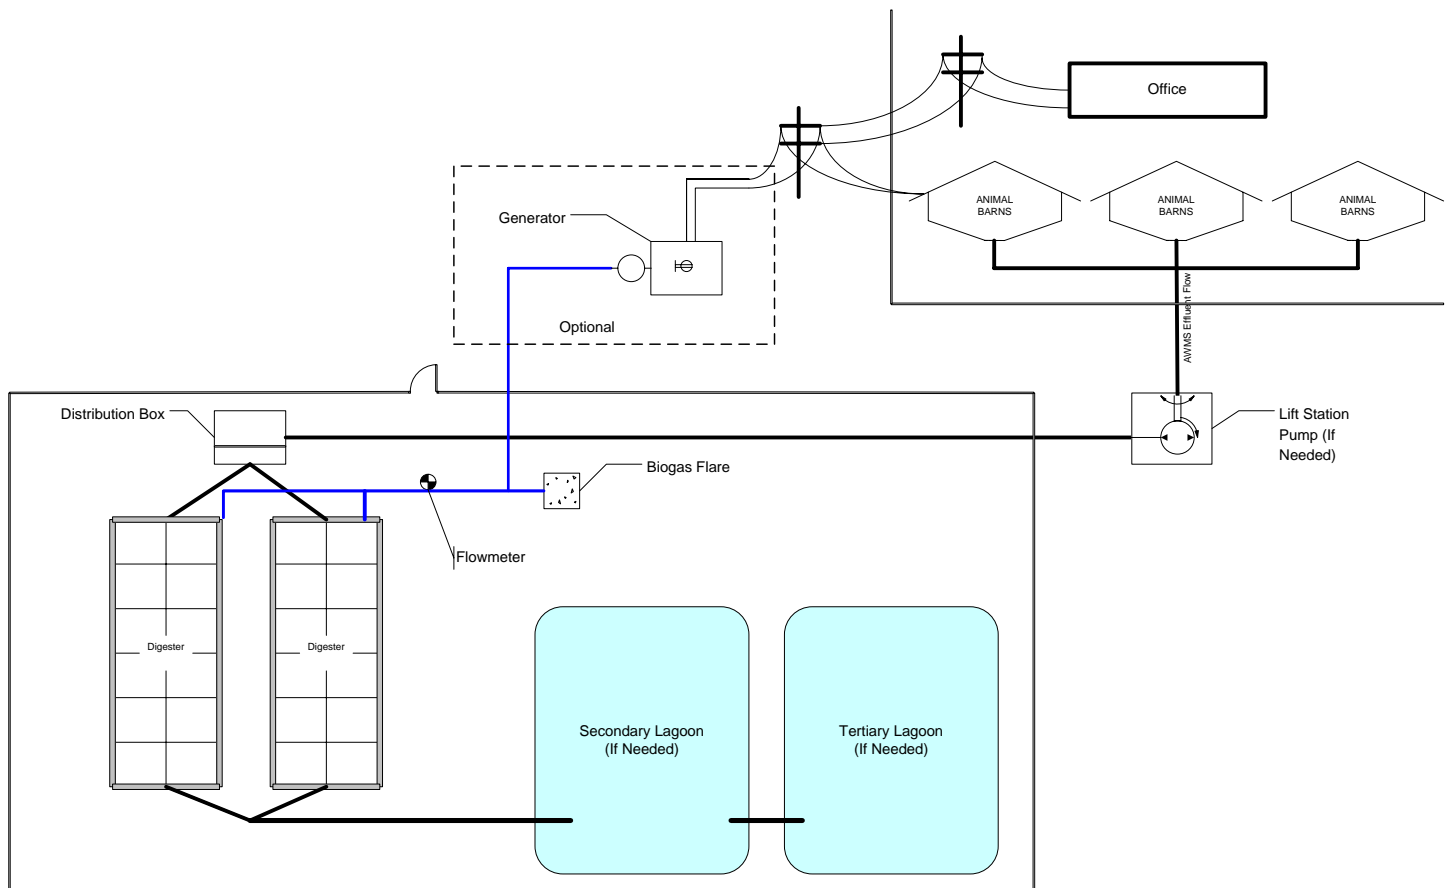 Office
ANIMAL
BARNS
ANIMAL
BARNS
ANIMAL
BARNS
Generator
Optional
AWMS Effluent Flow
Distribution Box
Lift Station
Pump (If
Needed)
Biogas Flare
Flowmeter
Digester
Digester
Secondary Lagoon
(If Needed)
Tertiary Lagoon
(If Needed)